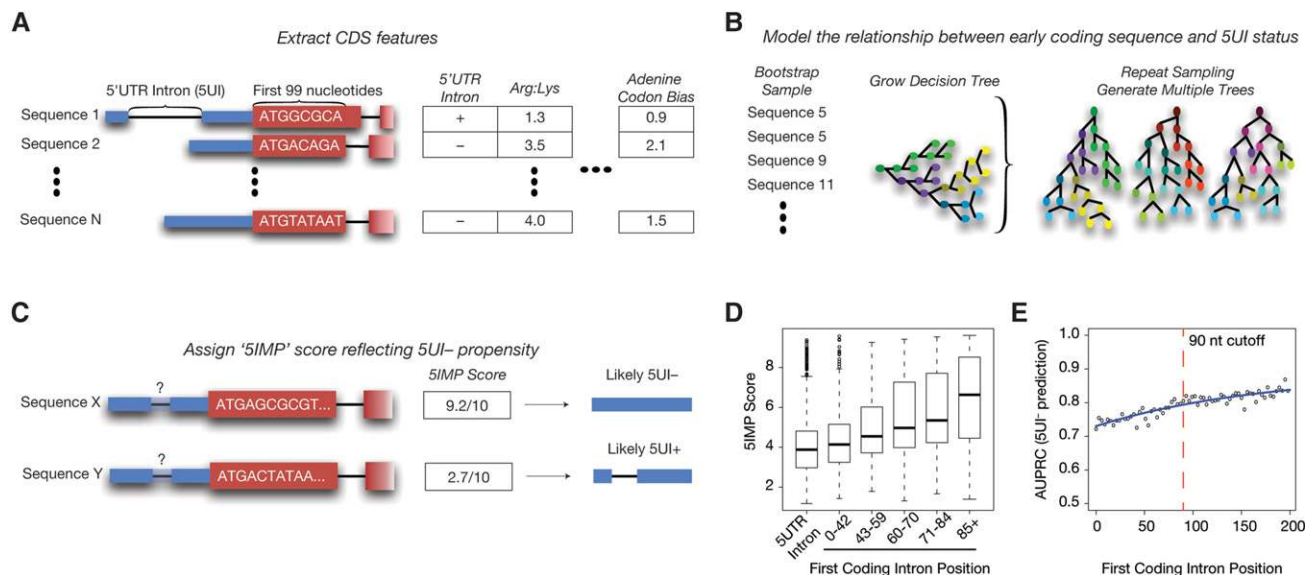 A
Extract CDS features
5'UTR Intron (5UI)
First 99 nucleotides
5'UTR
Intron
Arg:Lys
Adenine
Codon Bias
Sequence 1
ATGGCGCA
+
1.3
0.9
Sequence 2
ATGACAGA
–
3.5
2.1
Sequence N
ATGTATAAT
–
4.0
1.5
B
Model the relationship between early coding sequence and 5UI status
Bootstrap
Sample
Grow Decision Tree
Repeat Sampling
Generate Multiple Trees
Sequence 5
Sequence 5
Sequence 9
Sequence 11
C
Assign ‘5IMP’ score reflecting 5UI– propensity
5IMP Score
?
Sequence X
ATGAGCGCGT...
9.2/10
Likely 5UI–
?
Sequence Y
ATGACTATAA...
2.7/10
Likely 5UI+
D
5IMP Score
8
6
4
2
5UTR
Intron
0-42
43-59
60-70
71-84
85+
First Coding Intron Position
E
AUPRC (5UI- prediction)
1.0
0.9
0.8
0.7
0.6
0.5
90 nt cutoff
0
50
100
150
200
First Coding Intron Position